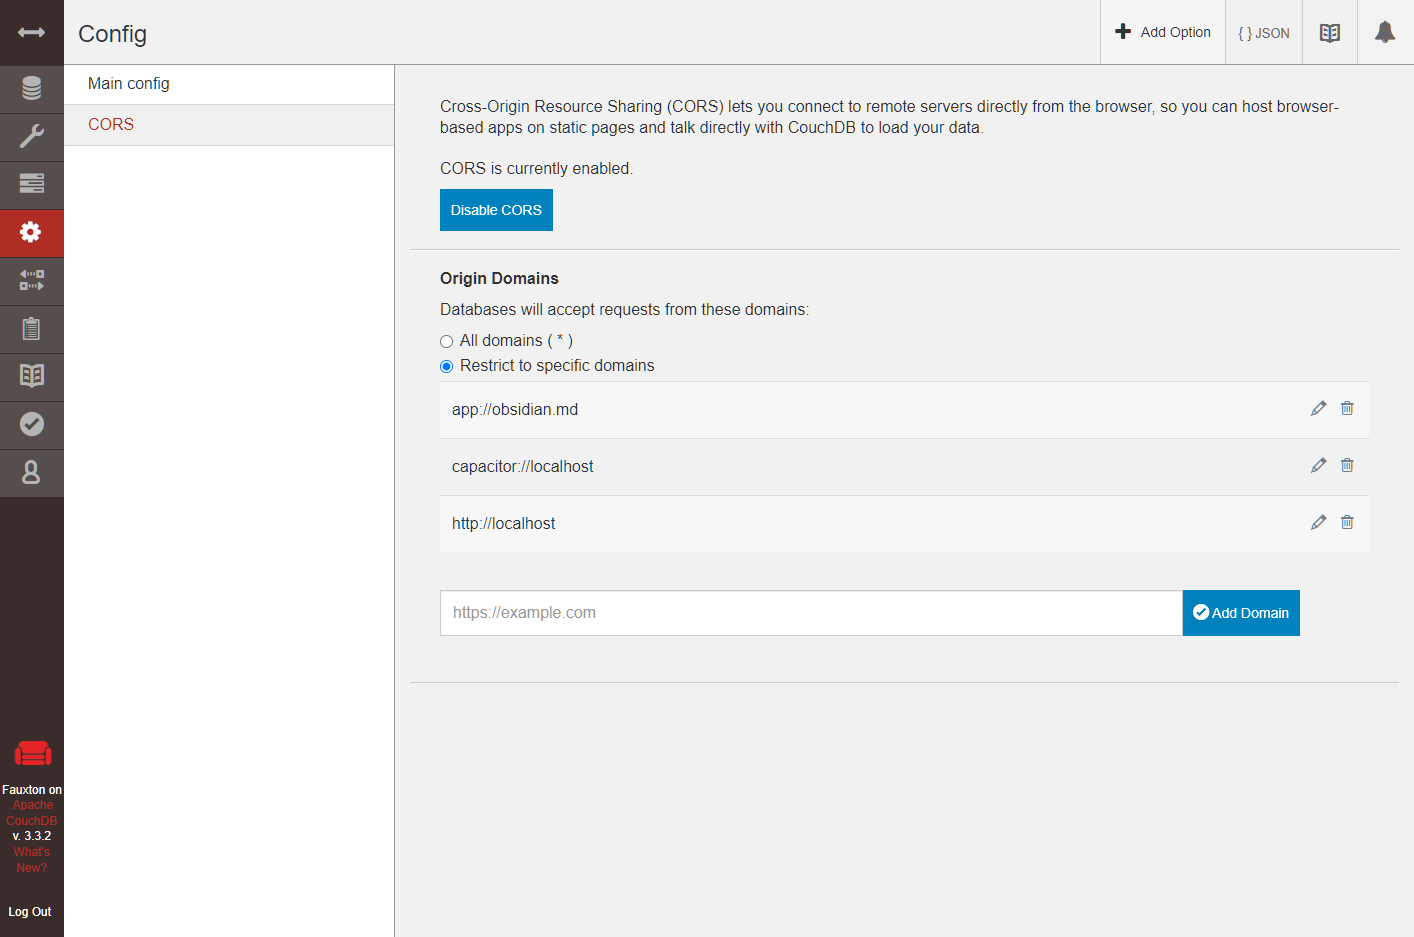 Config
Add Option
{ } JSON
Main config
CORS
Cross-Origin Resource Sharing (CORS) lets you connect to remote servers directly from the browser, so you can host browser-
based apps on static pages and talk directly with CouchDB to load your data.
CORS is currently enabled.
Disable CORS
Origin Domains
Databases will accept requests from these domains:
All domains ( * )
Restrict to specific domains
app://obsidian.md
capacitor://localhost
http://localhost
https://example.com
Add Domain
Fauxton on
Apache
CouchDB
v. 3.3.2
What's
New?
Log Out